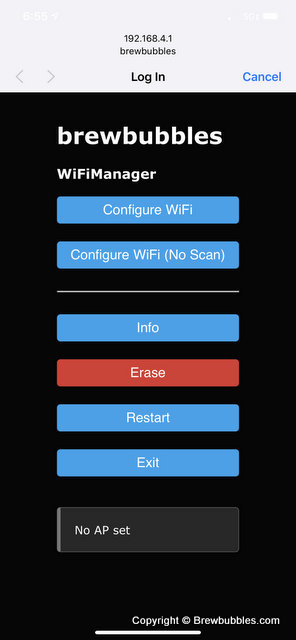 6:55
5G
192.168.4.1
brewbubbles
Log In
Cancel
brewbubbles
WiFiManager
Configure WiFi
Configure WiFi (No Scan)
Info
Erase
Restart
Exit
No AP set
Copyright © Brewbubbles.com